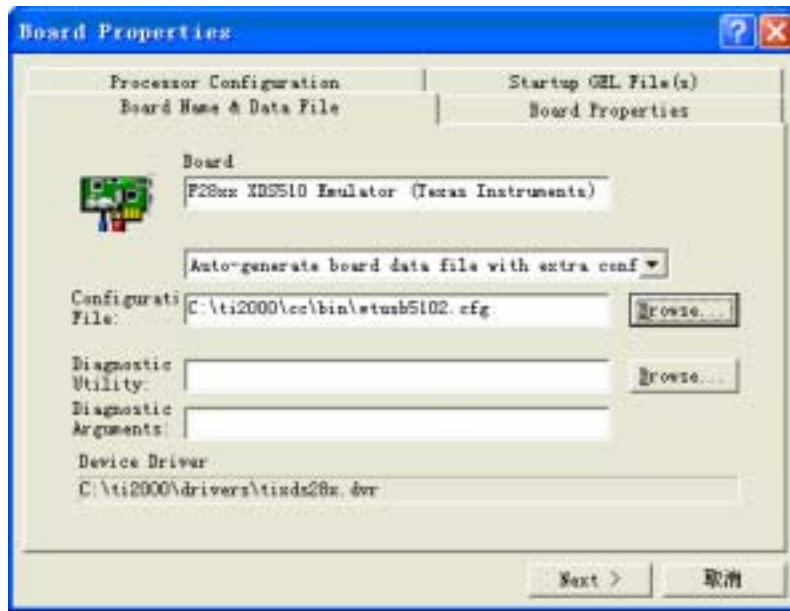 Board Properties
Processor Configuration
Startup GEL File(s)
Board Name & Data File
Board Properties
Board
F28xx XDS510 Emulator (Texas Instruments)
Auto-generate board data file with extra conf
Configurati
File:
C:\ti2000\cc\bin\wtusb5102.cfg
Browse...
Diagnostic
Utility:
Browse...
Diagnostic
Arguments:
Device Driver
C:\ti2000\drivers\tixds28x.dvr
Next >
取消